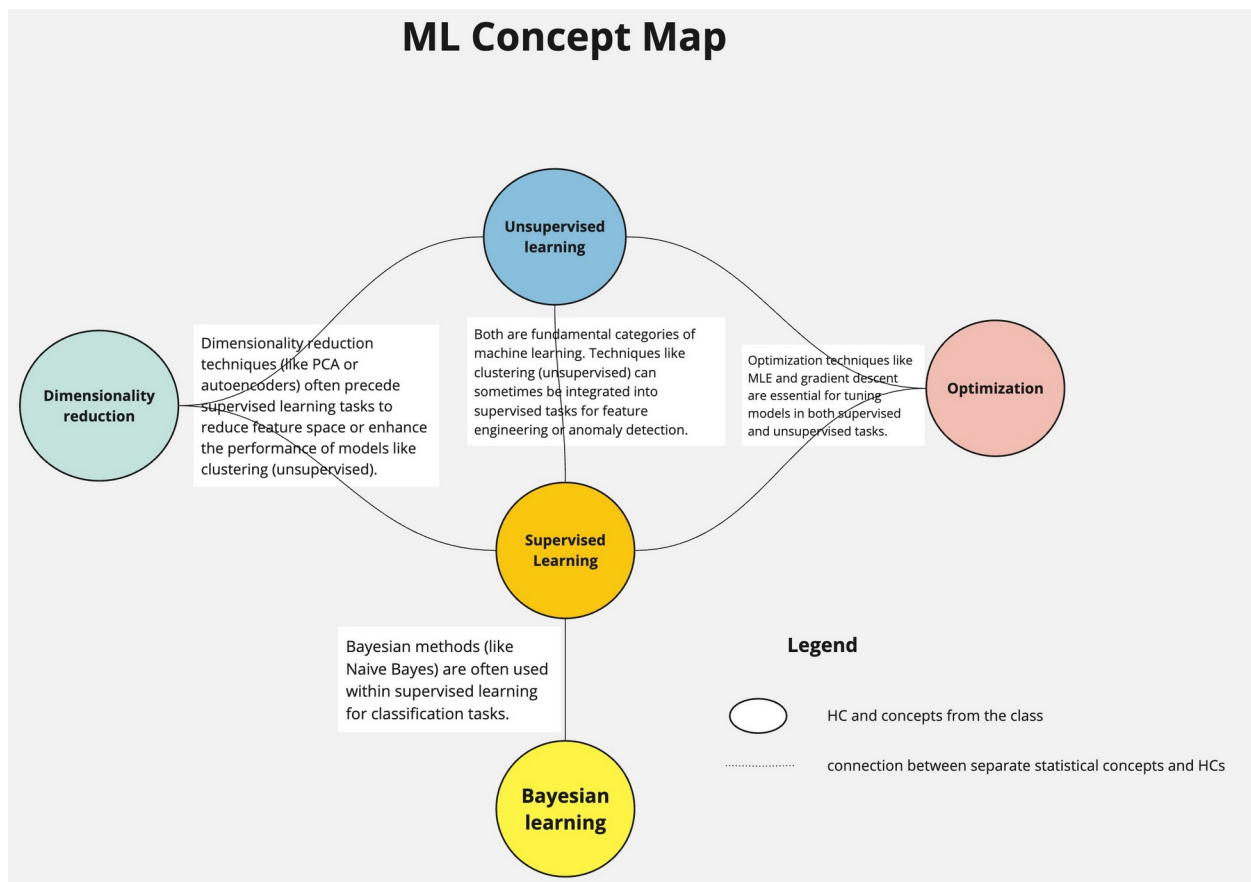 ML Concept Map
Unsupervised
learning
Dimensionality
reduction
Dimensionality reduction
techniques (like PCA or
autoencoders) often precede
supervised learning tasks to
reduce feature space or enhance
the performance of models like
clustering (unsupervised).
Both are fundamental categories of
machine learning. Techniques like
clustering (unsupervised) can
sometimes be integrated into
supervised tasks for feature
engineering or anomaly detection.
Optimization techniques like
MLE and gradient descent
are essential for tuning
models in both supervised
and unsupervised tasks.
Optimization
Supervised
Learning
Bayesian methods (like
Naive Bayes) are often used
within supervised learning
for classification tasks.
Bayesian
learning
Legend
HC and concepts from the class
connection between separate statistical concepts and HCs